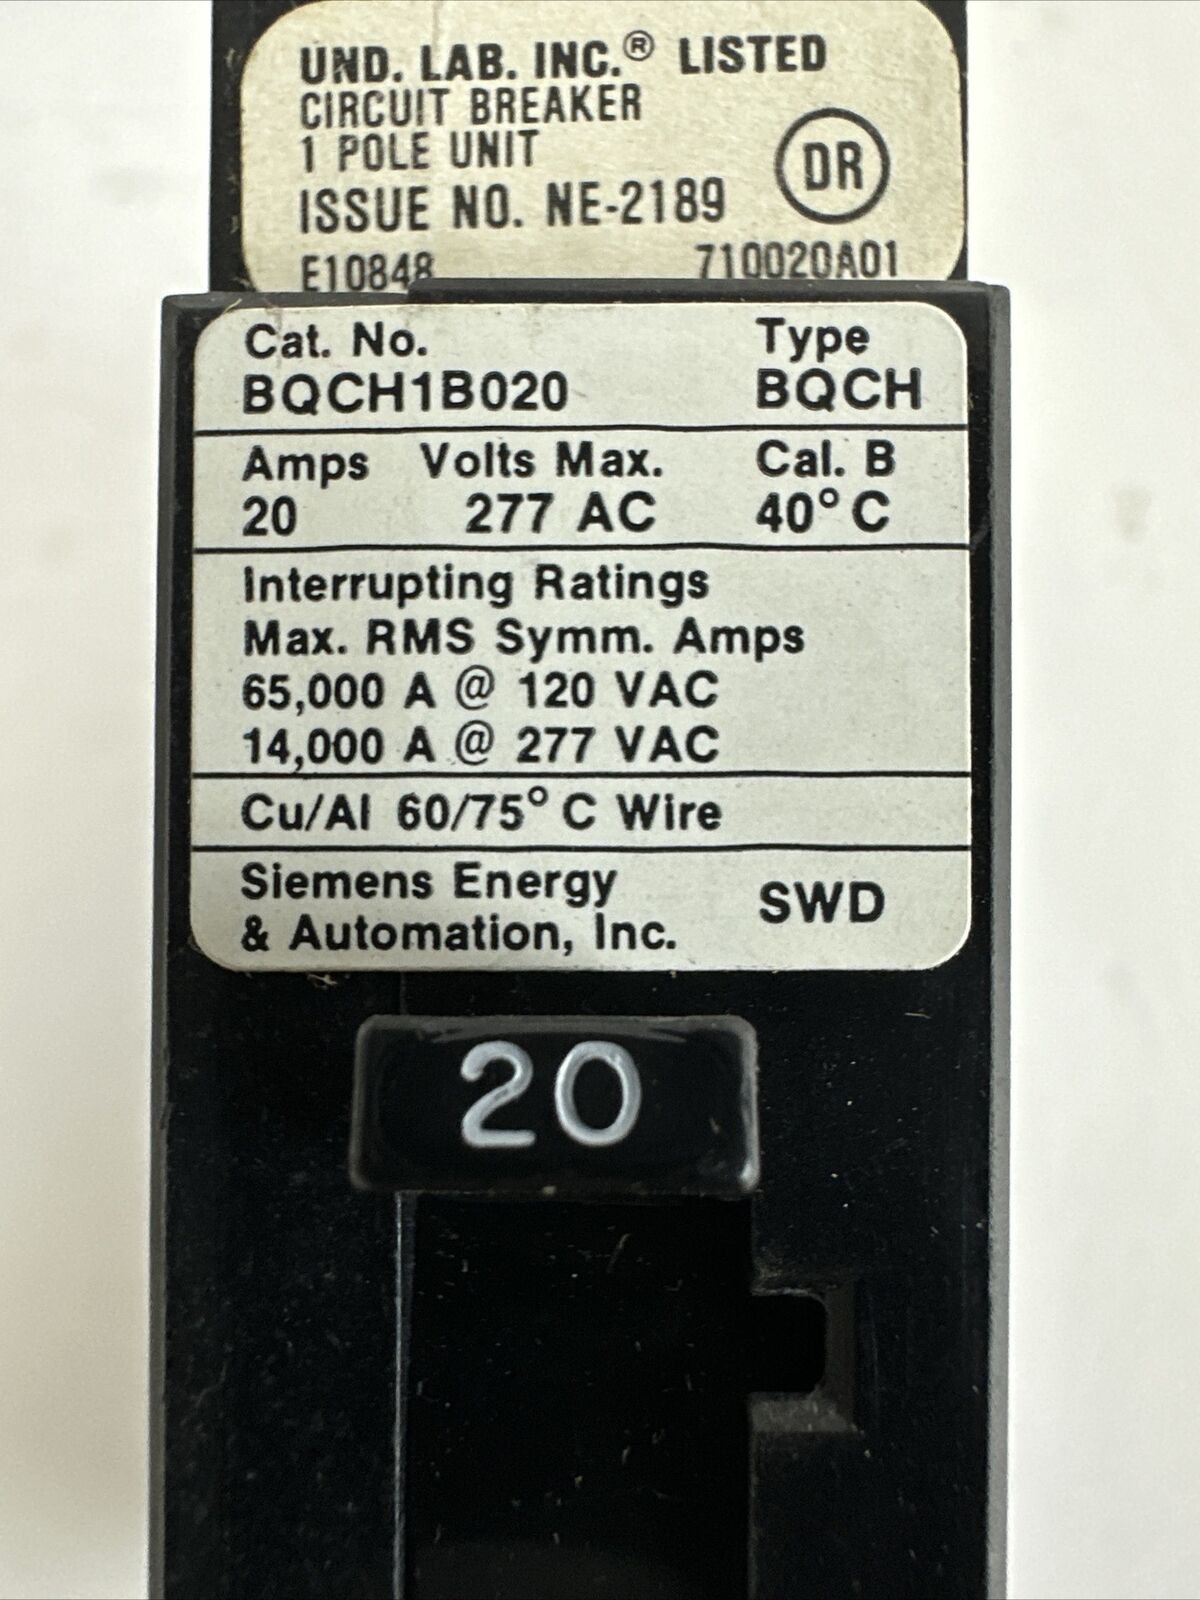 UND. LAB. INC.® LISTED
CIRCUIT BREAKER
1 POLE UNIT
DR
ISSUE NO. NE-2189
E10848 710020A01
Cat. No. Type
BQCH1B020 BQCH
Amps Volts Max. Cal. B
20 277 AC 40° C
Interrupting Ratings
Max. RMS Symm. Amps
65,000 A @ 120 VAC
14,000 A @ 277 VAC
Cu/Al 60/75° C Wire
Siemens Energy
& Automation, Inc.
SWD
20